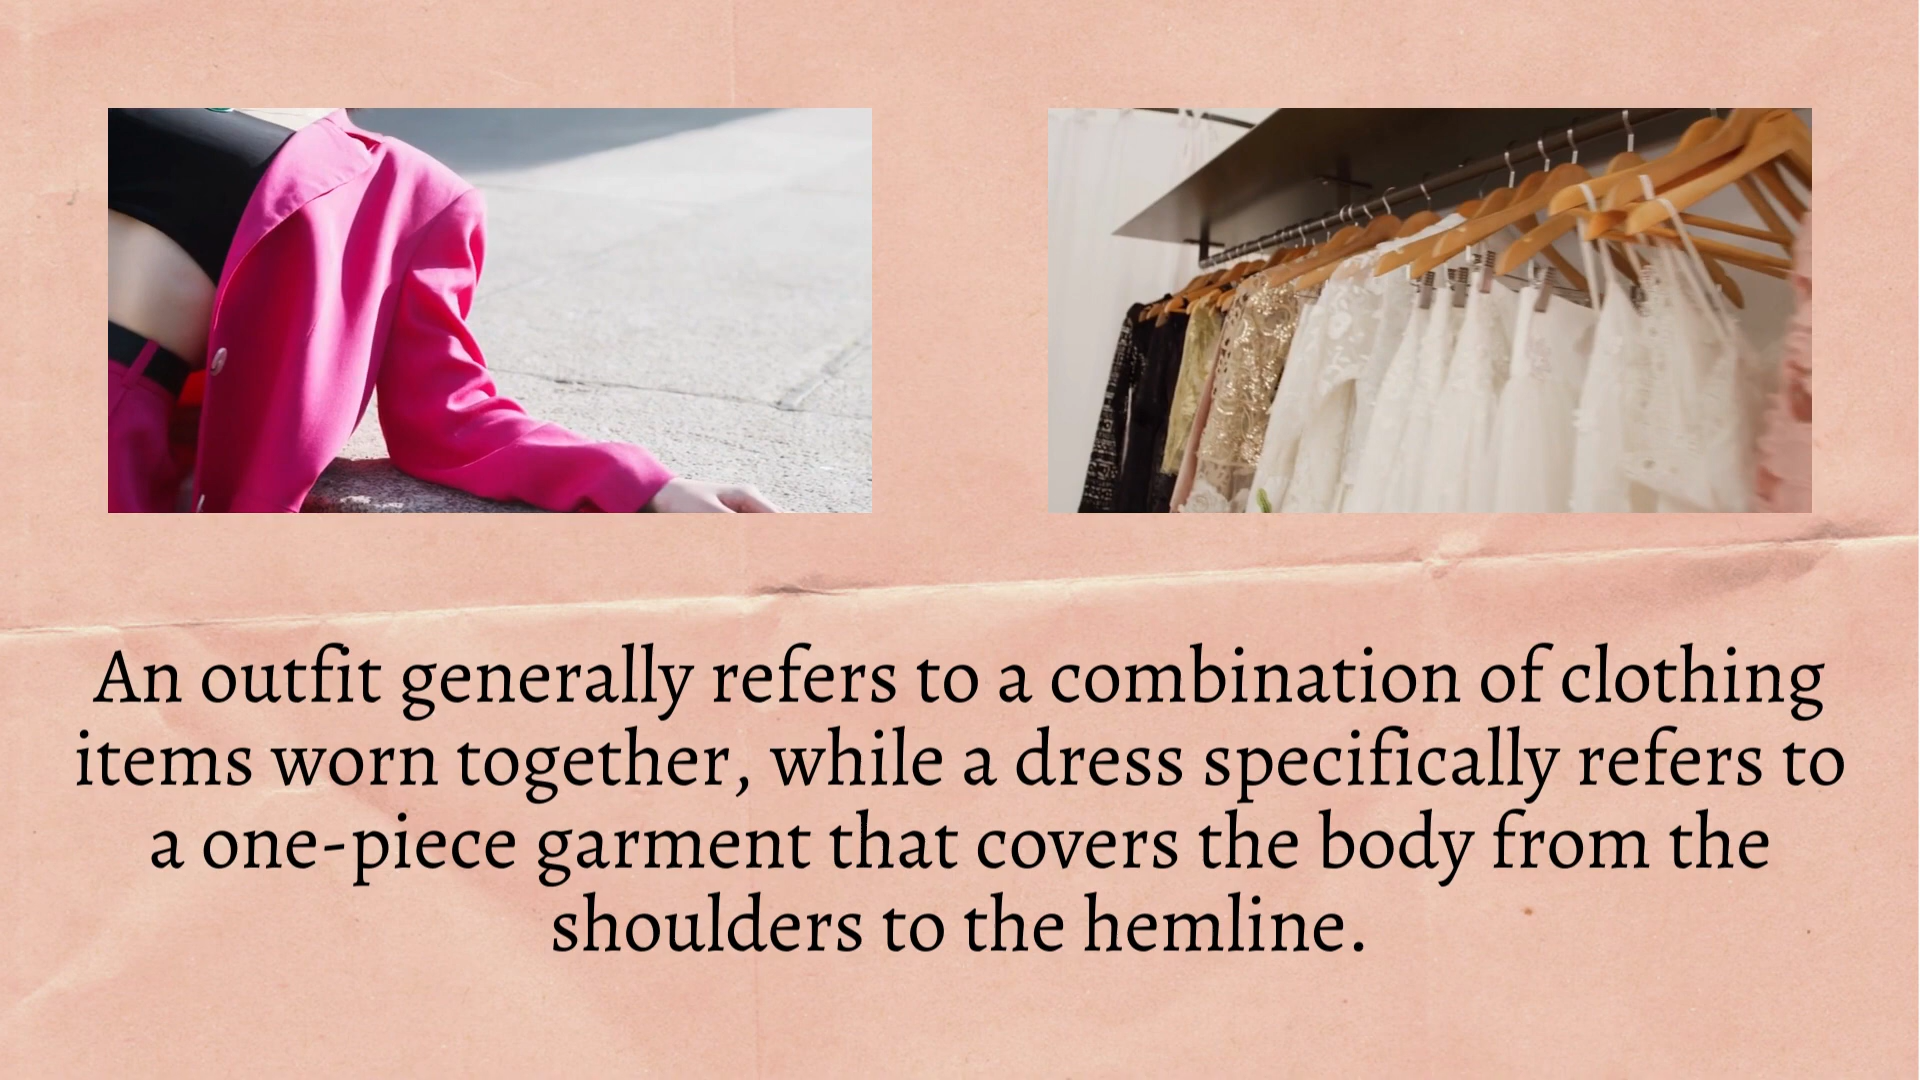 An outfit generally refers to a combination of clothing
items worn together, while a dress specifically refers to
a one-piece garment that covers the body from the
shoulders to the hemline.